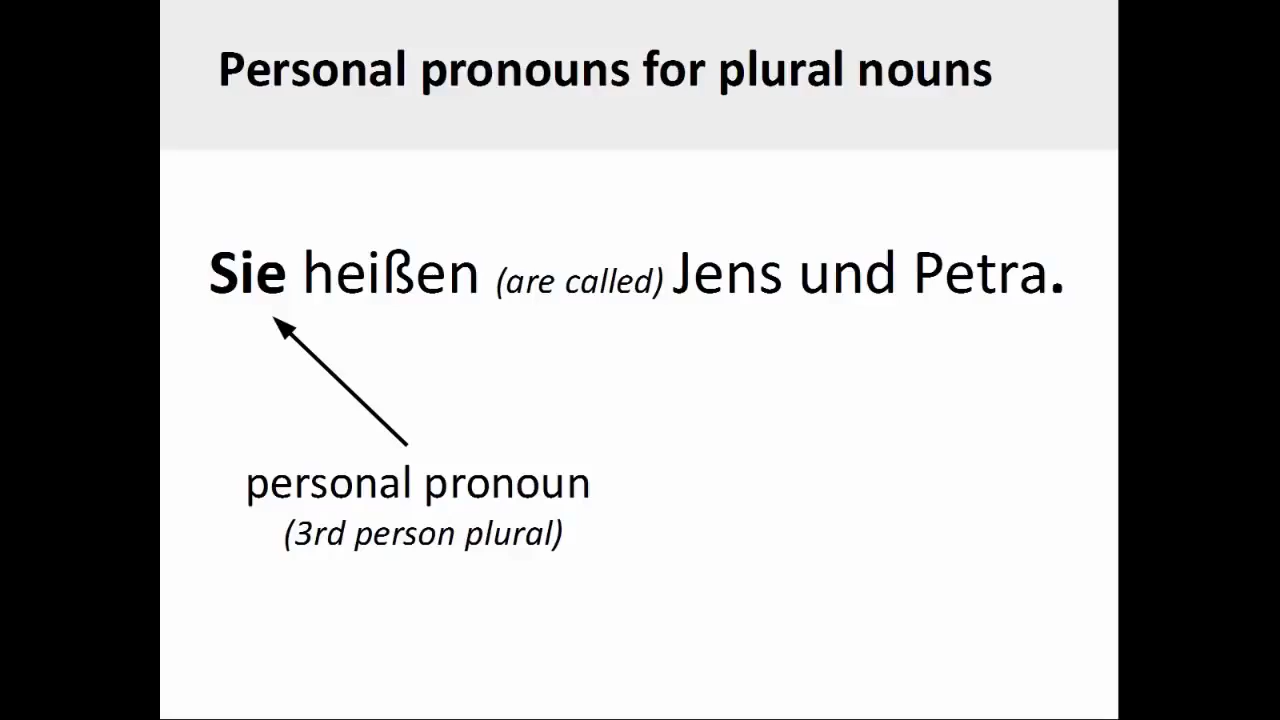 Personal pronouns for plural nouns
Sie heißen (are called) Jens und Petra.
personal pronoun
(3rd person plural)